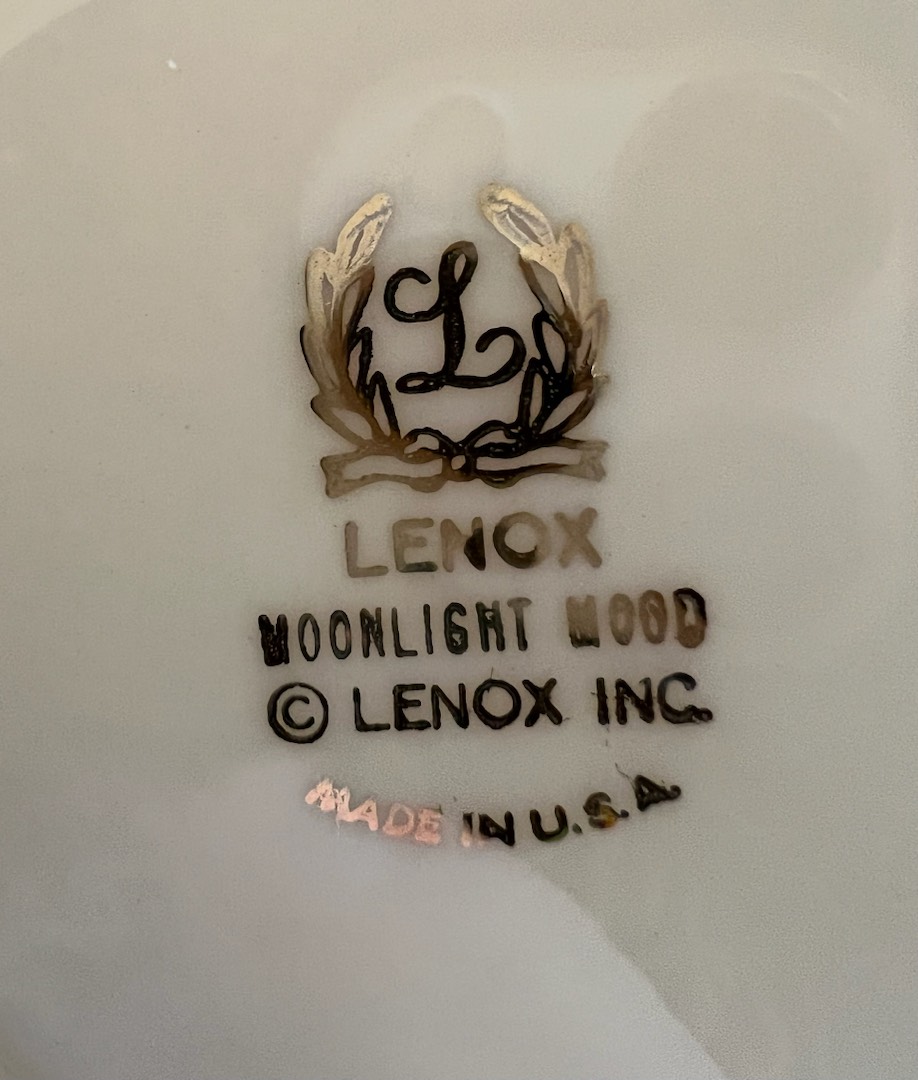 L
LENOX
MOONLIGHT MOOD
© LENOX INC.
MADE IN U.S.A.